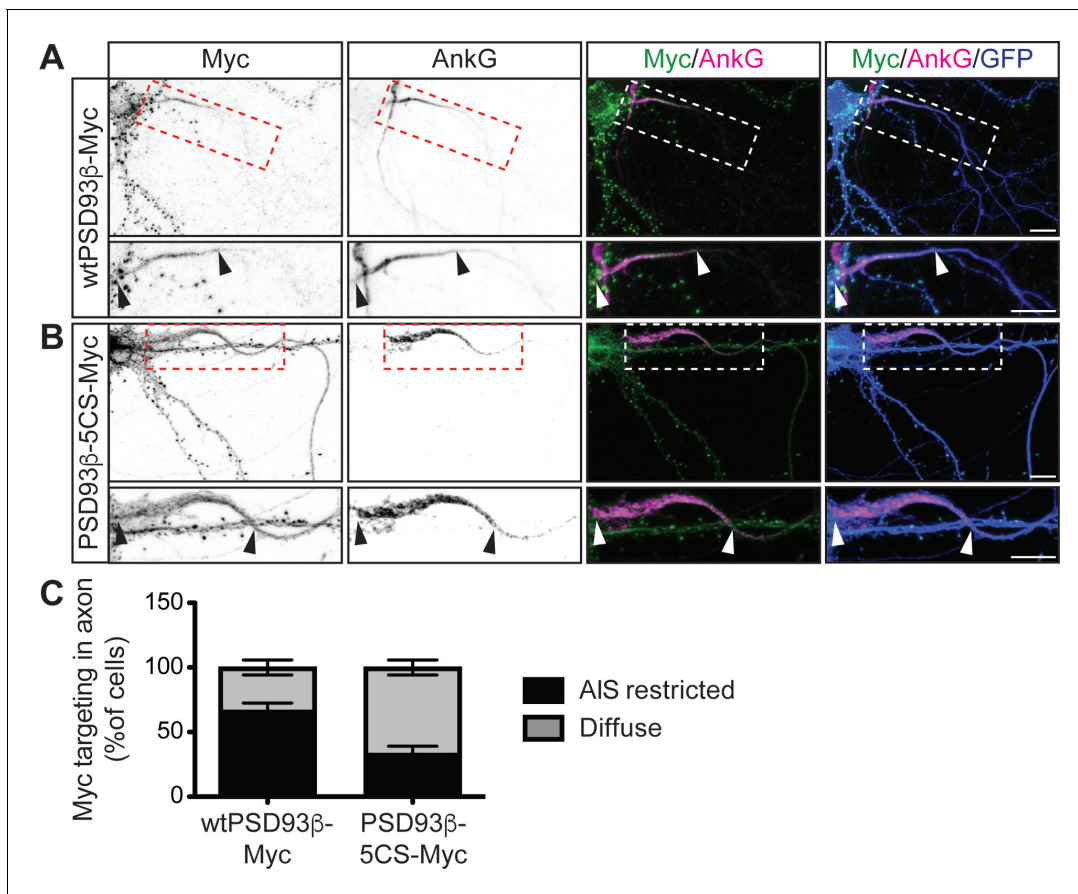 A
Myc
AnkG
Myc/AnkG
Myc/AnkG/GFP
wtPSD93β-Myc
B
PSD93β-5CS-Myc
C
Myc targeting in axon
(%of cells)
150
100
50
0
wtPSD93β-
Myc
PSD93β-
5CS-Myc
AIS restricted
Diffuse